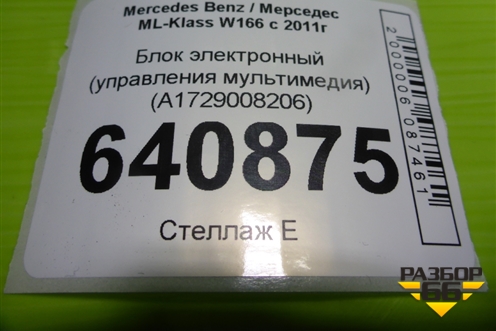 Mercedes Benz / Мерседес
ML-Klass W166 с 2011г
Блок электронный
(управления мультимедия)
(A1729008206)
640875
Стеллаж Е
2000006087461
РАЗБОР
66